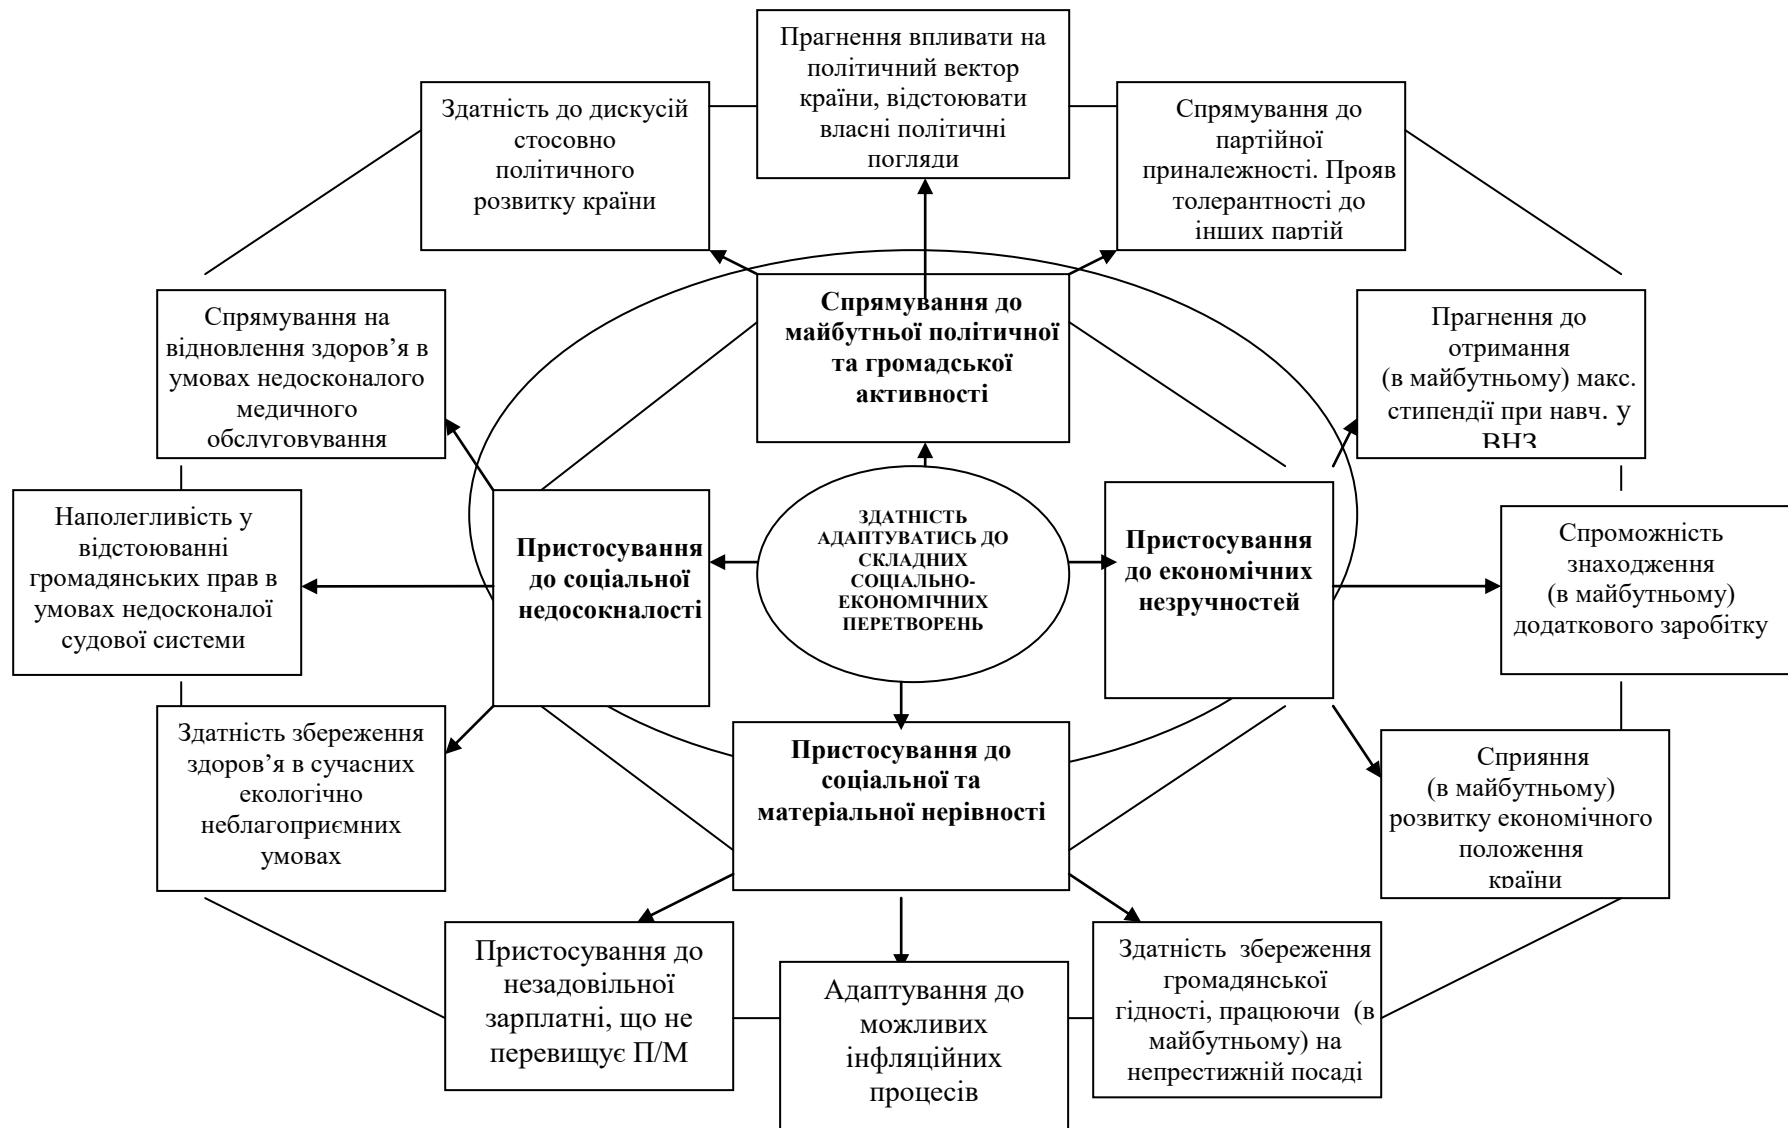 Прагнення впливати на
політичний вектор
країни, відстоювати
власні політичні
погляди
Здатність до дискусій
стосовно
політичного
розвитку країни
Спрямування до
партійної
приналежності. Прояв
толерантності до
інших партій
Спрямування на
відновлення здоров’я в
умовах недосконалого
медичного
обслуговування
Спрямування до
майбутньої політичної
та громадської
активності
Прагнення до
отримання
(в майбутньому) макс.
стипендії при навч. у
ВНЗ
Наполегливість у
відстоюванні
громадянських прав в
умовах недосконалої
судової системи
Пристосування
до соціальної
недосокналості
ЗДАТНІСТЬ
АДАПТУВАТИСЬ ДО
СКЛАДНИХ
СОЦІАЛЬНО-
ЕКОНОМІЧНИХ
ПЕРЕТВОРЕНЬ
Пристосування
до економічних
незручностей
Спроможність
знаходження
(в майбутньому)
додаткового заробітку
Здатність збереження
здоров’я в сучасних
екологічно
неблагоприємних
умовах
Пристосування до
соціальної та
матеріальної нерівності
Сприяння
(в майбутньому)
розвитку економічного
положення
країни
Пристосування до
незадовільної
зарплатні, що не
перевищує П/М
Адаптування до
можливих
інфляційних
процесів
Здатність збереження
громадянської
гідності, працюючи (в
майбутньому) на
непрестижній посаді